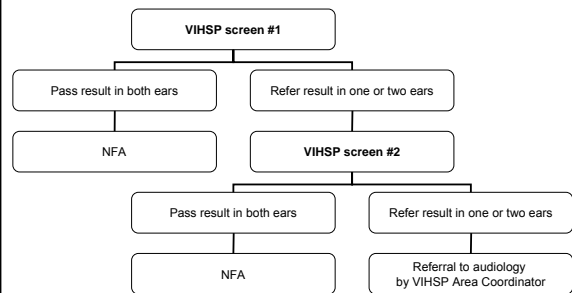 VIHSP screen #1
Pass result in both ears
Refer result in one or two ears
NFA
VIHSP screen #2
Pass result in both ears
Refer result in one or two ears
NFA
Referral to audiology
by VIHSP Area Coordinator